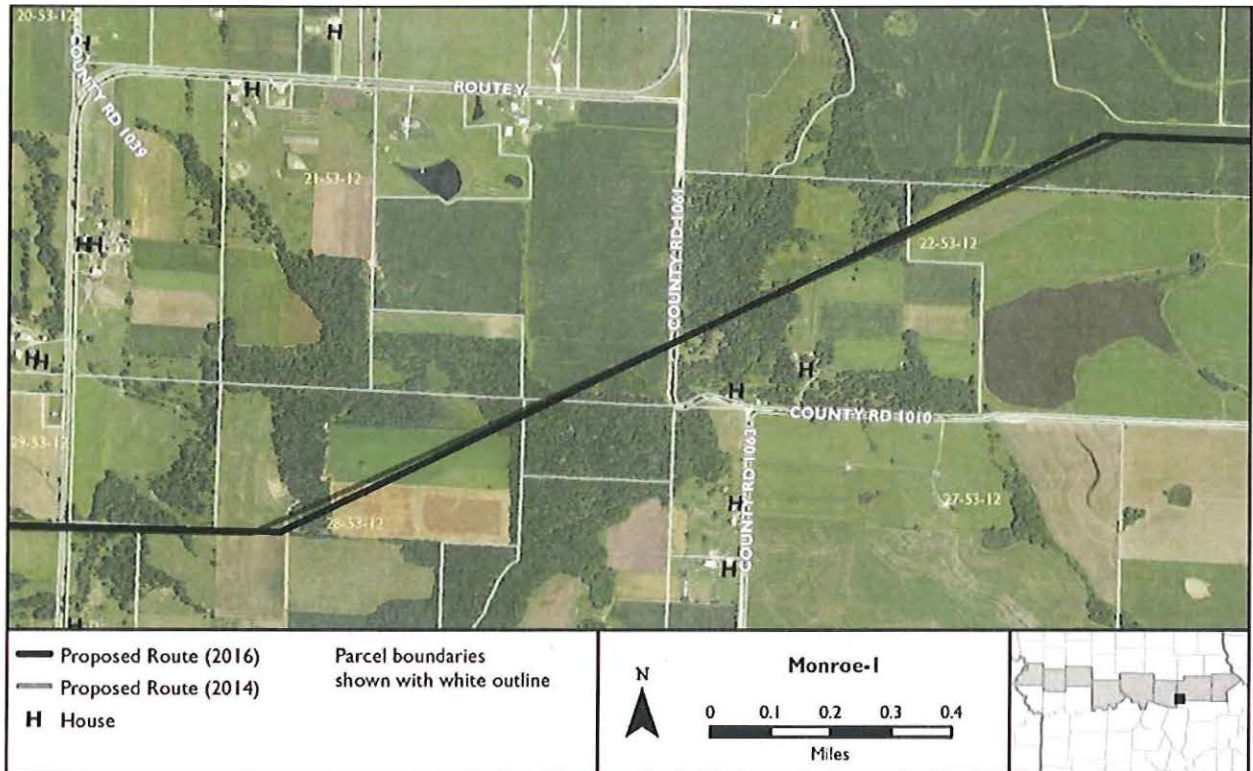 20-53-12
H
H
COUNTY RD 1039
H
ROUTE Y
21-53-12
HH
COUNTY RD 1061
22-53-12
HH
H
H
COUNTY RD 1010
29-53-12
COUNTY RD 1063
H
27-53-12
28-53-12
H
H
Proposed Route (2016)
Proposed Route (2014)
H House
Parcel boundaries
shown with white outline
N
Monroe-1
0 0.1 0.2 0.3 0.4
Miles